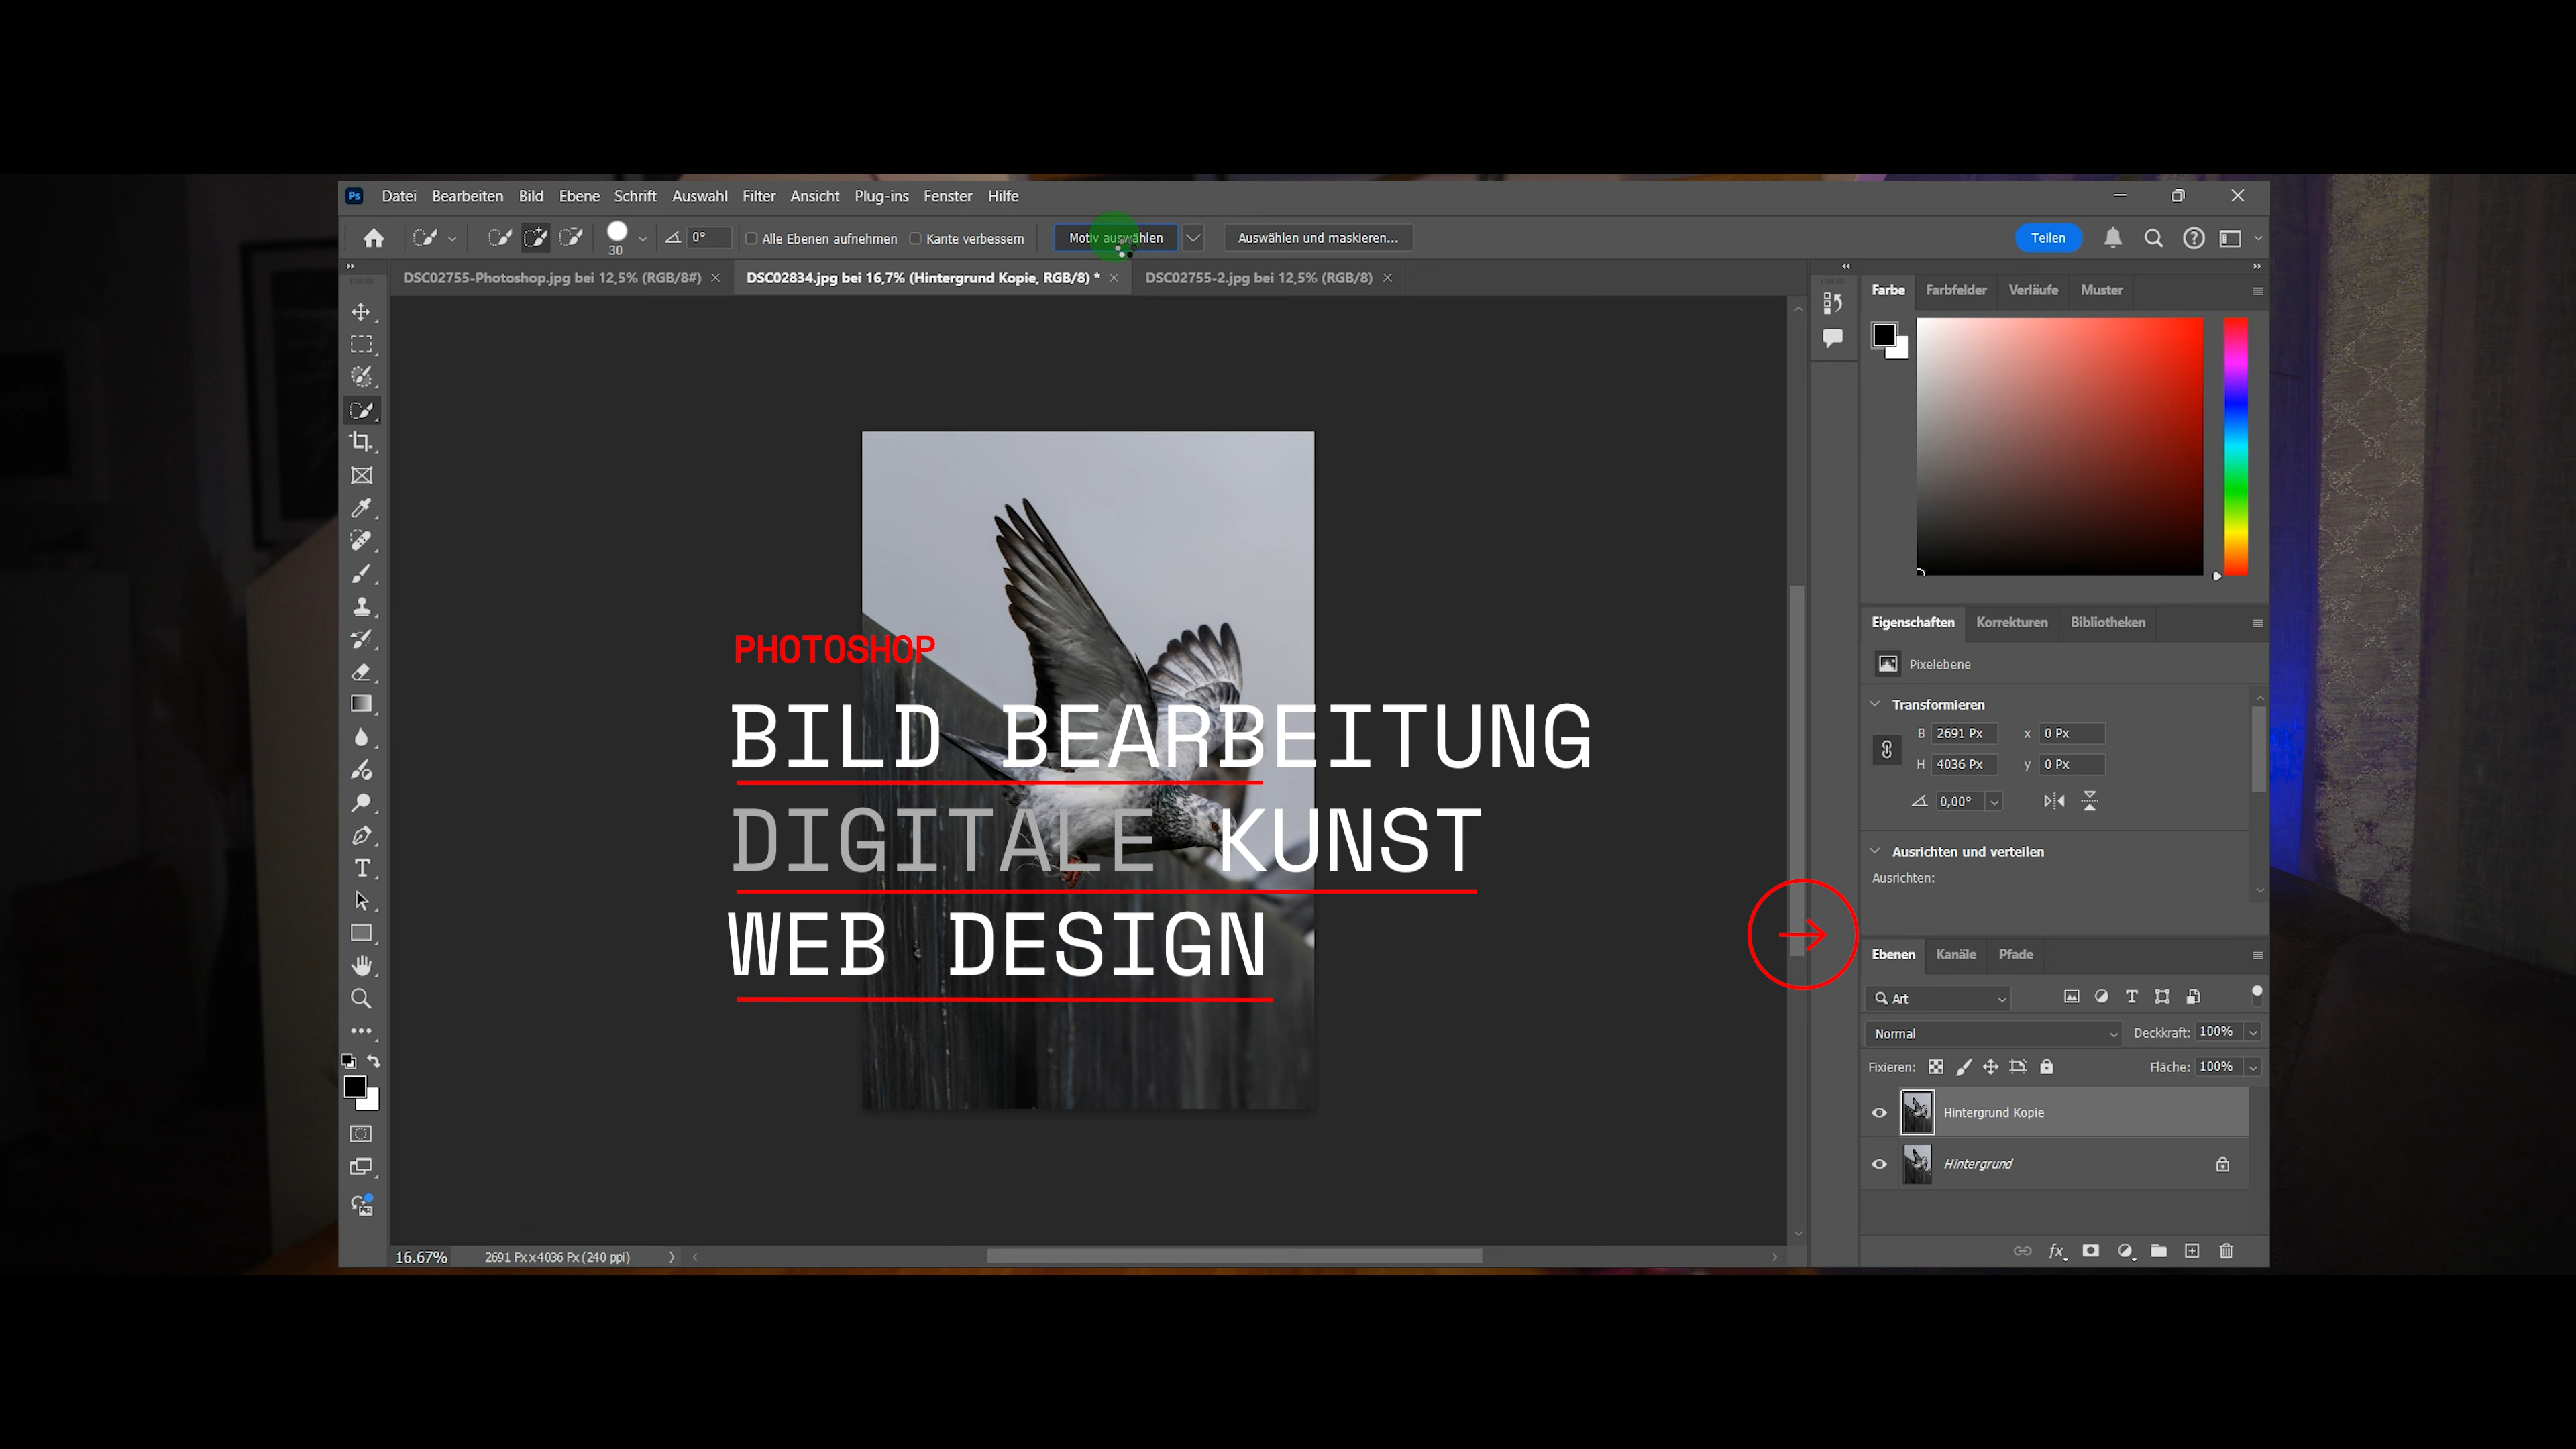 Ps Datei Bearbeiten Bild Ebene Schrift Auswahl Filter Ansicht Plug-ins Fenster Hilfe
30 0° Alle Ebenen aufnehmen Kante verbessern Motiv auswählen Auswählen und maskieren... Teilen
DSC02755-Photoshop.jpg bei 12,5% (RGB/8#) DSC02834.jpg bei 16,7% (Hintergrund Kopie, RGB/8) * DSC02755-2.jpg bei 12,5% (RGB/8)
Farbe Farbfelder Verläufe Muster
PHOTOSHOP
BILD BEARBEITUNG
DIGITALE KUNST
WEB DESIGN
Eigenschaften Korrekturen Bibliotheken
Pixelebene
Transformieren
B 2691 Px x 0 Px
H 4036 Px y 0 Px
0,00°
Ausrichten und verteilen
Ausrichten:
Ebenen Kanäle Pfade
Art
Normal Deckkraft: 100%
Fixieren: Fläche: 100%
Hintergrund Kopie
Hintergrund
fx
16.67% 2691 Px x 4036 Px (240 ppi)